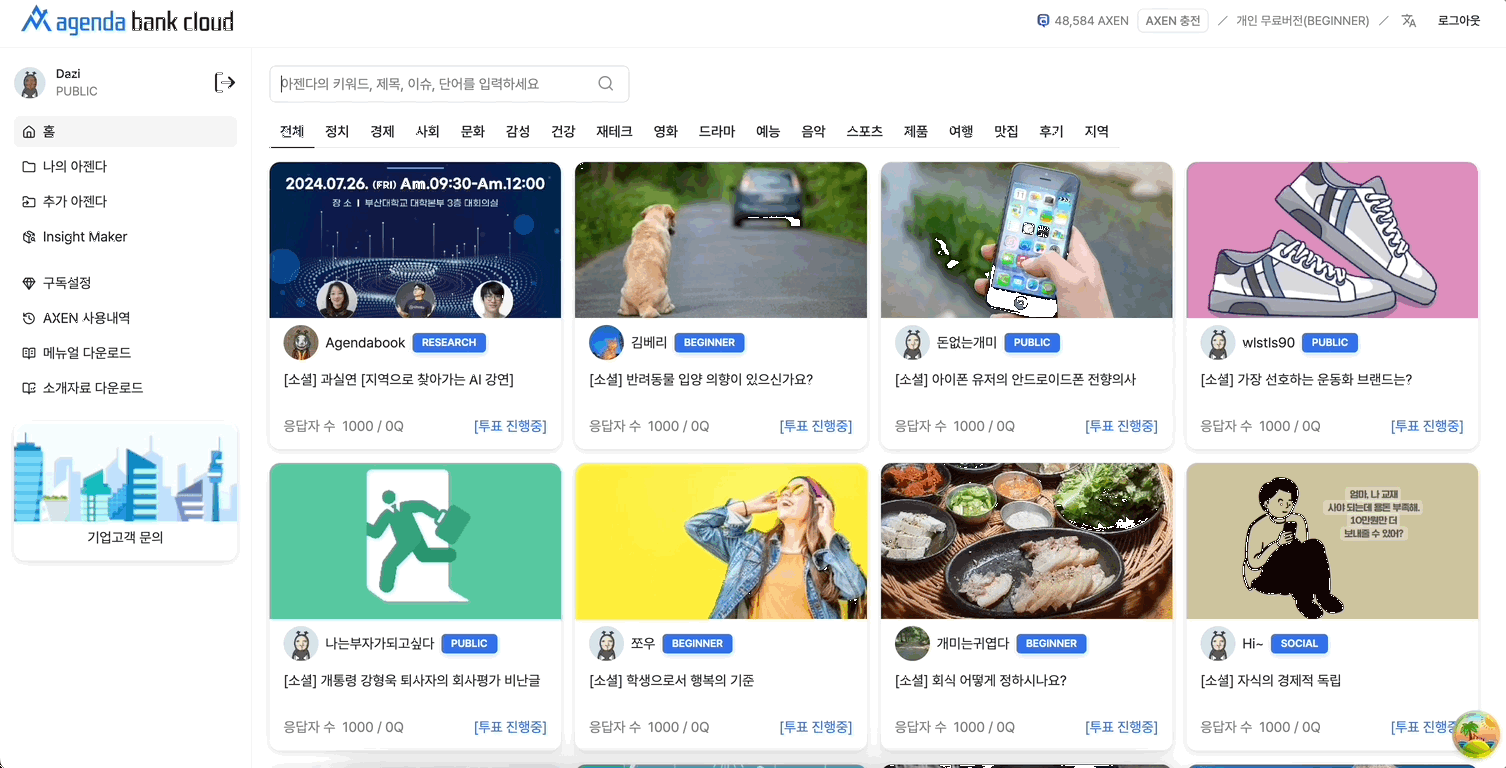 agenda bank cloud
48,584 AXEN
AXEN 충전
개인 무료버전(BEGINNER)
로그아웃
Dazi
PUBLIC
홈
나의 아젠다
추가 아젠다
Insight Maker
구독설정
AXEN 사용내역
메뉴얼 다운로드
소개자료 다운로드
기업고객 문의
아젠다의 키워드, 제목, 이슈, 단어를 입력하세요
전체 정치 경제 사회 문화 감성 건강 재테크 영화 드라마 예능 음악 스포츠 제품 여행 맛집 후기 지역
2024.07.26. (FRI) Am.09:30-Am.12:00
장 소 | 부산대학교 대학본부 3층 대회의실
Agendabook RESEARCH
[소셜] 과실연 [지역으로 찾아가는 AI 강연]
응답자 수 1000 / 0Q [투표 진행중]
김베리 BEGINNER
[소셜] 반려동물 입양 의향이 있으신가요?
응답자 수 1000 / 0Q [투표 진행중]
돈없는개미 PUBLIC
[소셜] 아이폰 유저의 안드로이드폰 전향의사
응답자 수 1000 / 0Q [투표 진행중]
wlstls90 PUBLIC
[소셜] 가장 선호하는 운동화 브랜드는?
응답자 수 1000 / 0Q [투표 진행중]
나는부자가되고싶다 PUBLIC
[소셜] 개통령 강형욱 퇴사자의 회사평가 비난글
응답자 수 1000 / 0Q [투표 진행중]
쪼우 BEGINNER
[소셜] 학생으로서 행복의 기준
응답자 수 1000 / 0Q [투표 진행중]
개미는귀엽다 BEGINNER
[소셜] 회식 어떻게 정하시나요?
응답자 수 1000 / 0Q [투표 진행중]
엄마, 나 교재
사야 되는데 용돈 부족해.
10만원만 더
보내줄 수 있어?
Hi~ SOCIAL
[소셜] 자식의 경제적 독립
응답자 수 1000 / 0Q [투표 진행중